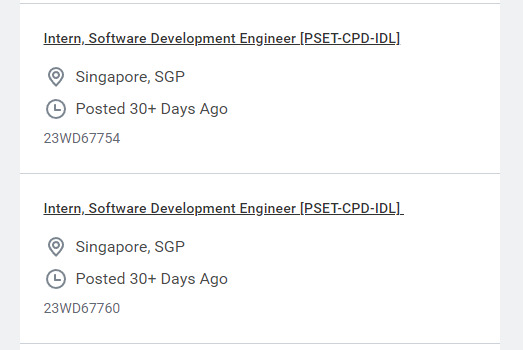 Intern, Software Development Engineer [PSET-CPD-IDL]
Singapore, SGP
Posted 30+ Days Ago
23WD67754
Intern, Software Development Engineer [PSET-CPD-IDL]
Singapore, SGP
Posted 30+ Days Ago
23WD67760